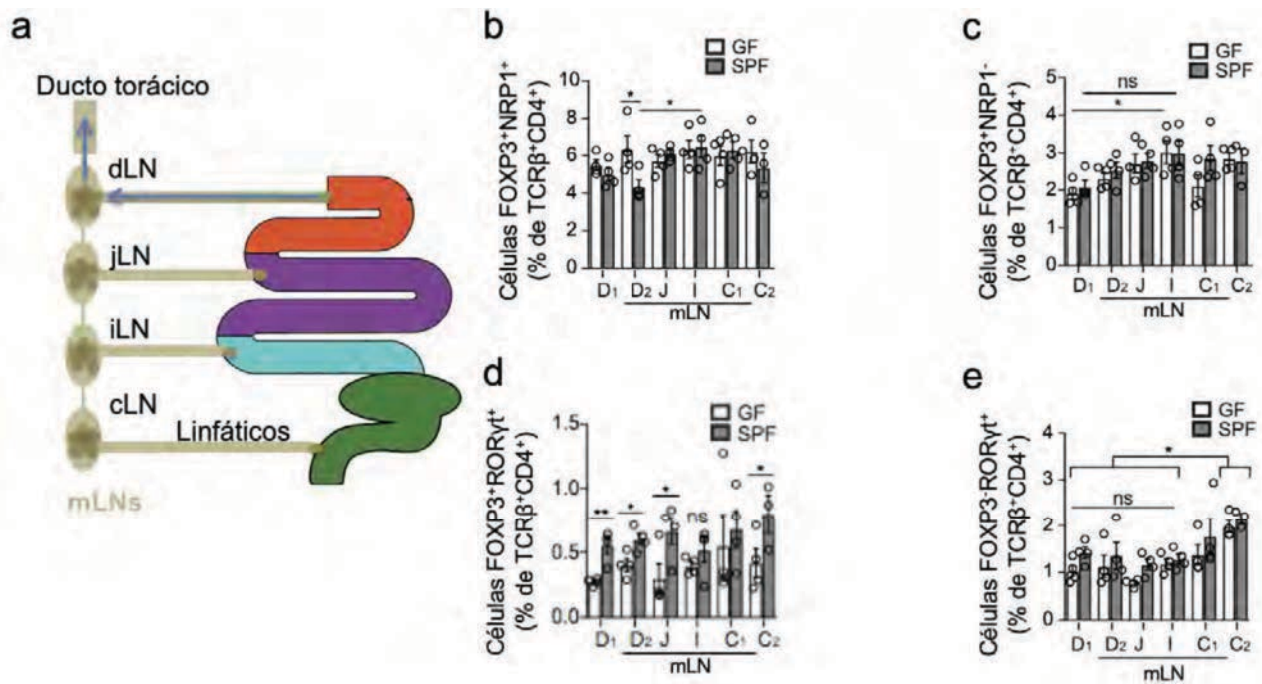 a
Ducto torácico
dLN
jLN
iLN
cLN
Linfáticos
mLNs
b
GF
SPF
Células FOXP3⁺NRP1⁺
(% de TCRβ⁺CD4⁺)
10
8
6
4
2
0
*
*
D₁ D₂ J I C₁ C₂
mLN
c
GF
SPF
Células FOXP3⁺NRP1⁻
(% de TCRβ⁺CD4⁺)
5
4
3
2
1
0
ns
*
D₁ D₂ J I C₁ C₂
mLN
d
GF
SPF
Células FOXP3⁺RORγt⁺
(% de TCRβ⁺CD4⁺)
1.5
1.0
0.5
0.0
** * * ns *
D₁ D₂ J I C₁ C₂
mLN
e
GF
SPF
Células FOXP3⁻RORγt⁺
(% de TCRβ⁺CD4⁺)
4
3
2
1
0
*
ns
D₁ D₂ J I C₁ C₂
mLN